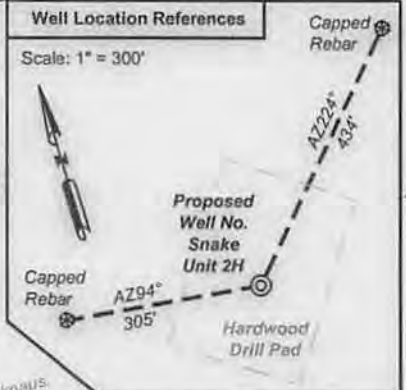 Well Location References
Scale: 1" = 300'
Capped
Rebar
N
AZ224°
434'
Proposed
Well No.
Snake
Unit 2H
Capped
Rebar
AZ94°
305'
Hardwood
Drill Pad